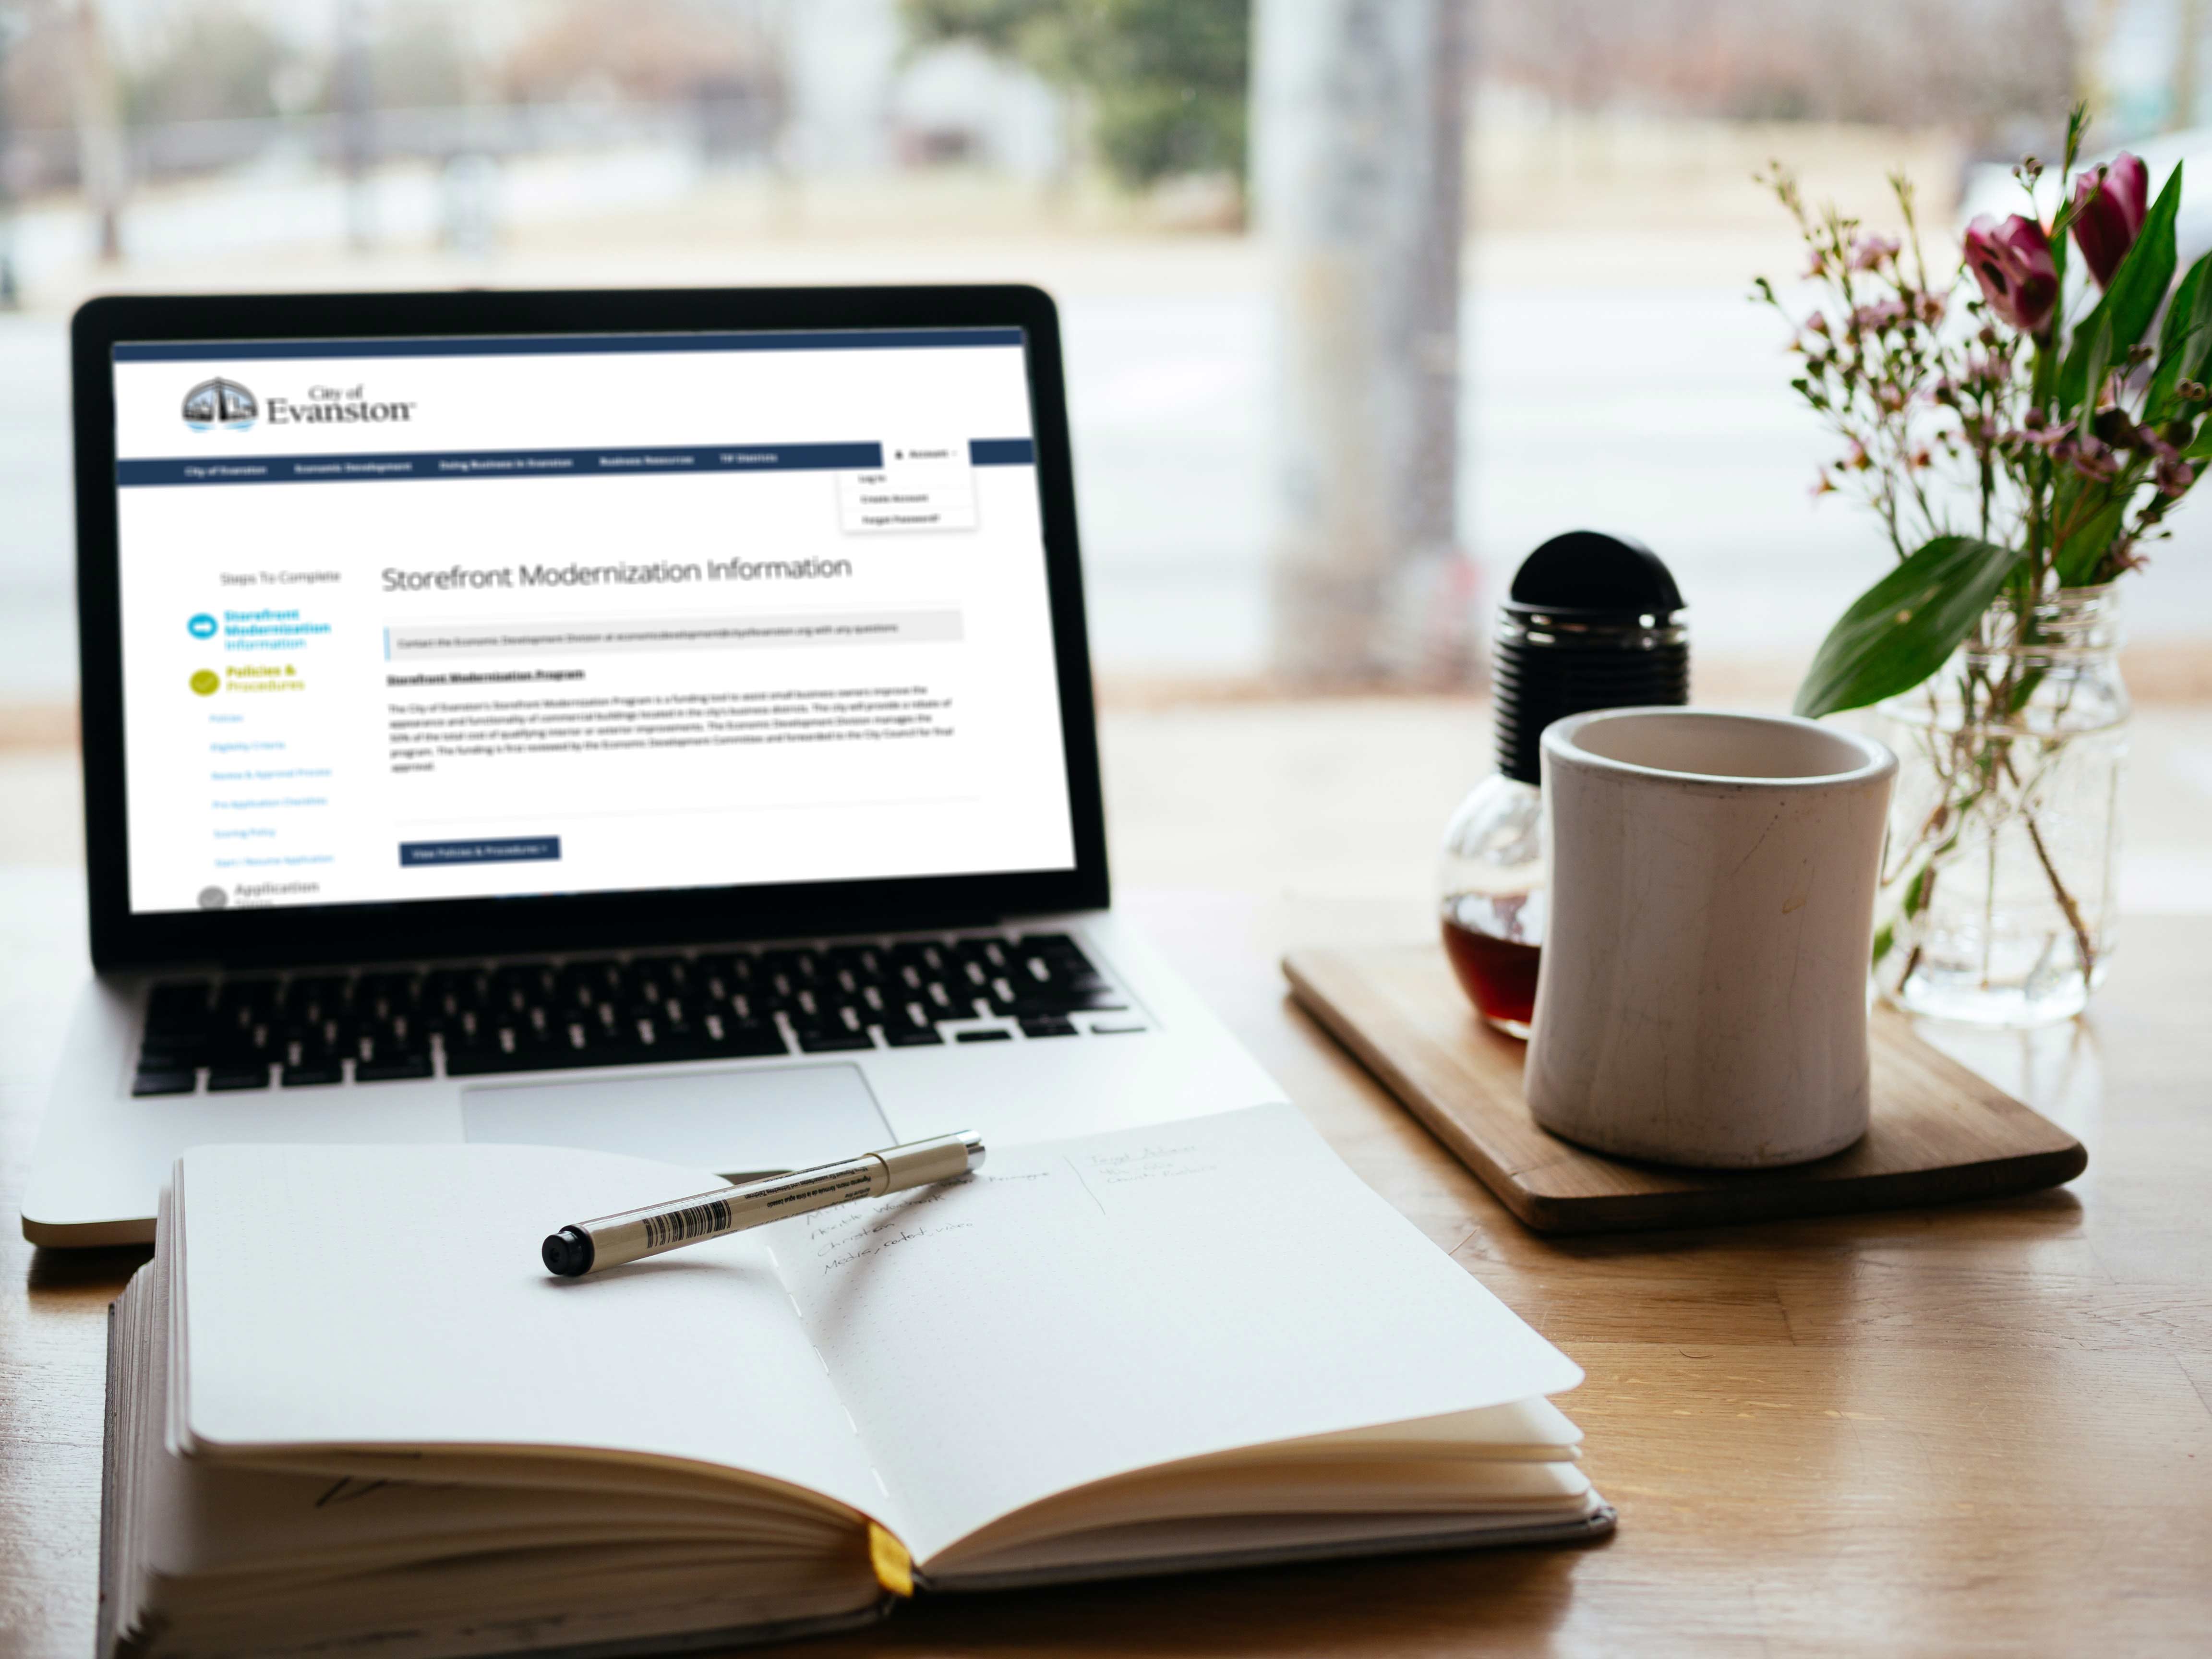 City of
Evanston
City of Evanston Economic Development Doing Business in Evanston Business Resources TIF Districts Account
Log In
Create Account
Forgot Password?
Steps To Complete
Storefront
Modernization
Information
Policies &
Procedures
Policies
Eligibility Criteria
Review & Approval Process
Pre-Application Checklists
Scoring Policy
Start / Resume Application
Application
Storefront Modernization Information
Contact the Economic Development Division at economicdevelopment@cityofevanston.org with any questions.
Storefront Modernization Program
The City of Evanston's Storefront Modernization Program is a funding tool to assist small business owners improve the
appearance and functionality of commercial buildings located in the city's business districts. The city will provide a rebate of
50% of the total cost of qualifying interior or exterior improvements. The Economic Development Division manages the
program. The funding is first reviewed by the Economic Development Committee and forwarded to the City Council for final
approval.
View Policies & Procedures >